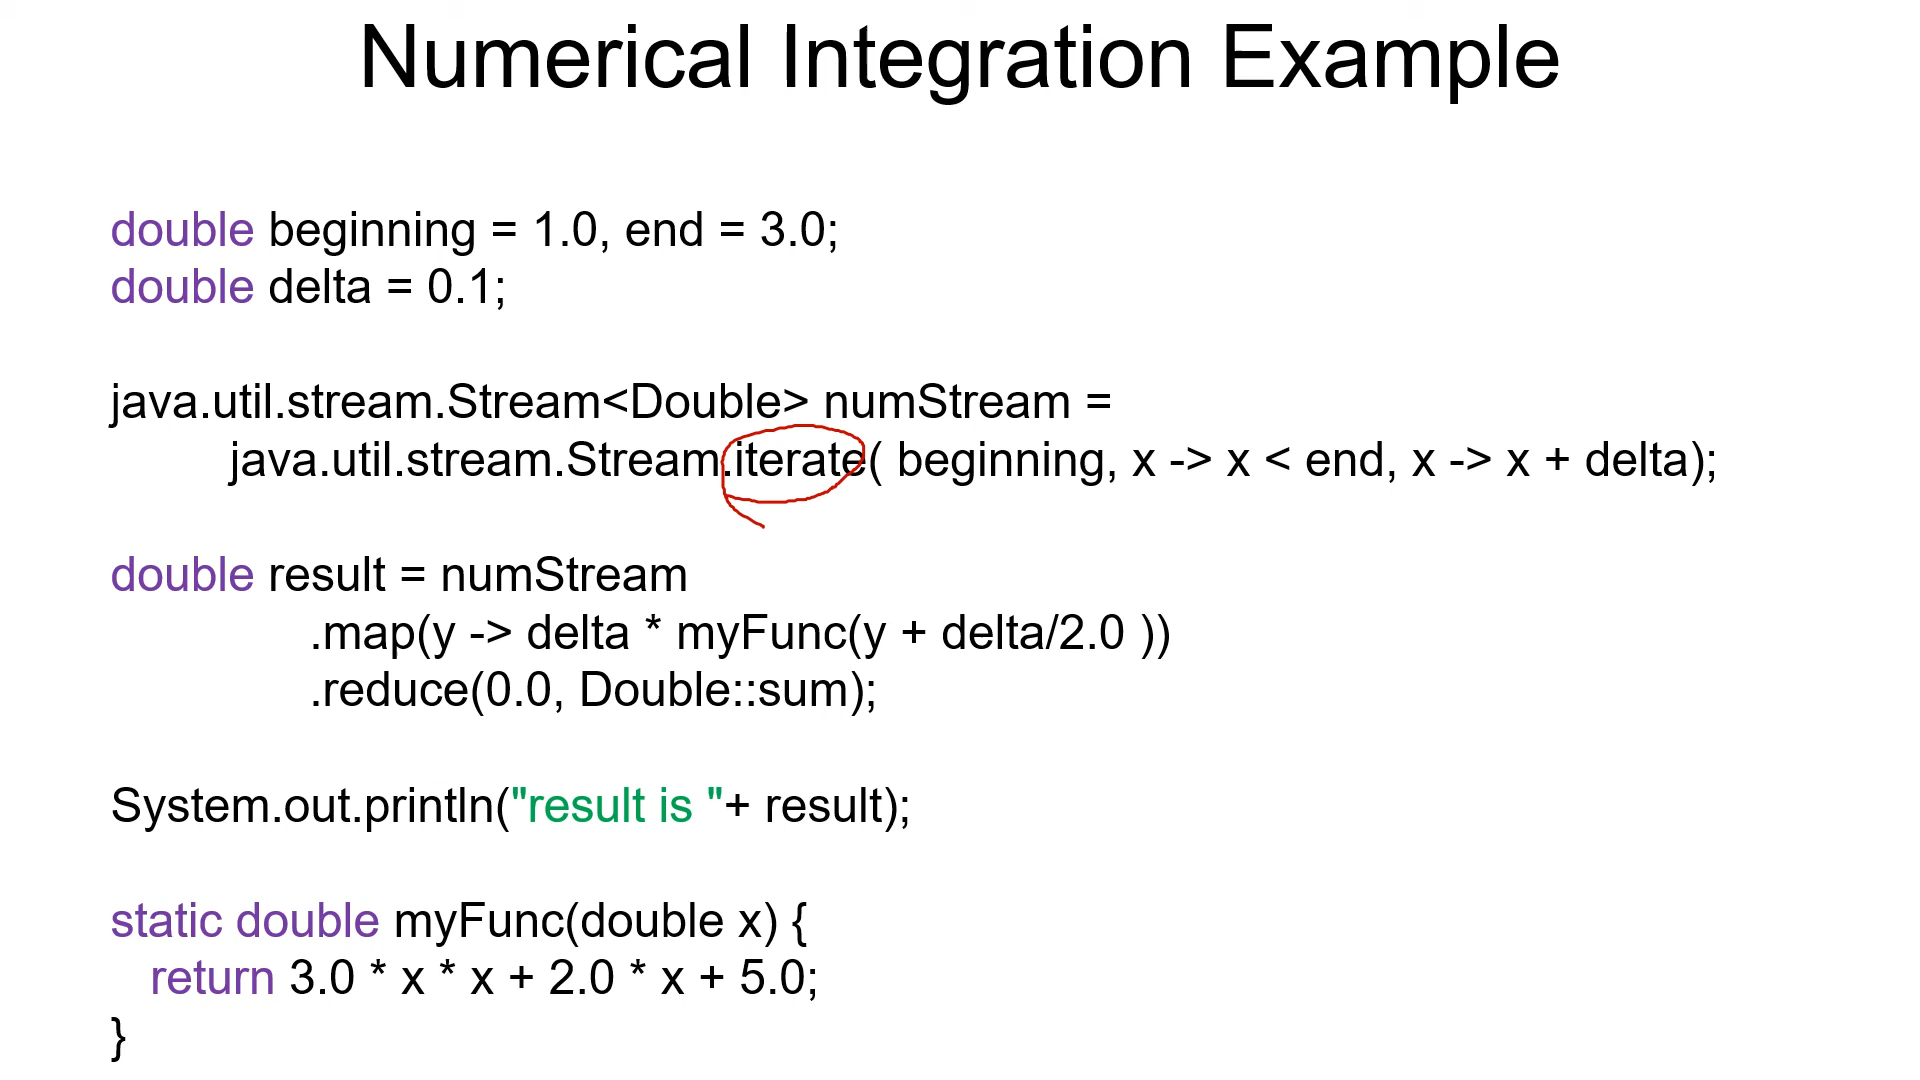 Numerical Integration Example
double beginning = 1.0, end = 3.0;
double delta = 0.1;
java.util.stream.Stream<Double> numStream =
java.util.stream.Stream.iterate( beginning, x -> x < end, x -> x + delta);
double result = numStream
.map(y -> delta * myFunc(y + delta/2.0 ))
.reduce(0.0, Double::sum);
System.out.println("result is "+ result);
static double myFunc(double x) {
return 3.0 * x * x + 2.0 * x + 5.0;
}